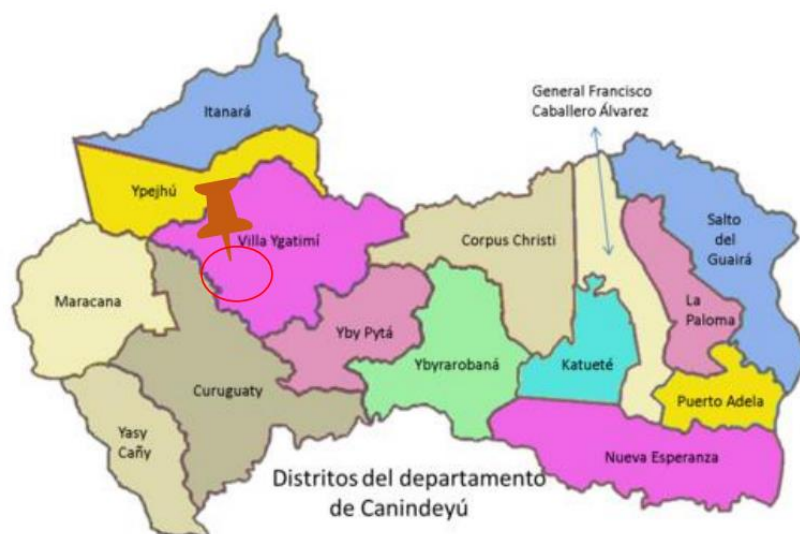 General Francisco
Caballero Álvarez
Itanará
Ypejhú
Villa Ygatimí
Corpus Christi
Salto
del
Guairá
Maracana
La
Paloma
Yby Pytá
Ybyrarobaná
Katueté
Curuguaty
Puerto Adela
Yasy
Cañy
Nueva Esperanza
Distritos del departamento
de Canindeyú